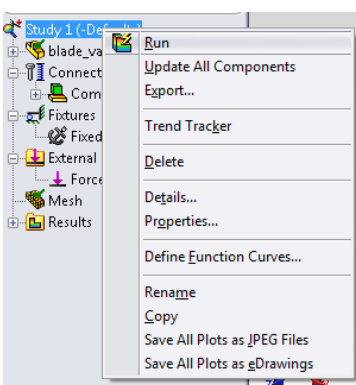 Study 1 (-Def
blade_va
Connect
Com
Fixtures
Fixed
External
Force
Mesh
Results
Run
Update All Components
Export...
Trend Tracker
Delete
Details...
Properties...
Define Function Curves...
Rename
Copy
Save All Plots as JPEG Files
Save All Plots as eDrawings